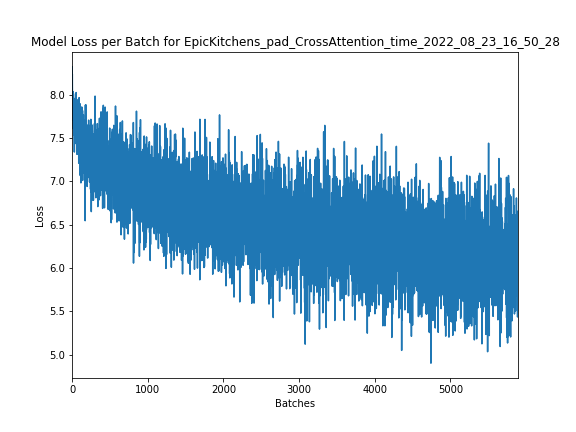 Model Loss per Batch for EpicKitchens_pad_CrossAttention_time_2022_08_23_16_50_28
8.0
7.5
7.0
6.5
6.0
5.5
5.0
Loss
0 1000 2000 3000 4000 5000
Batches